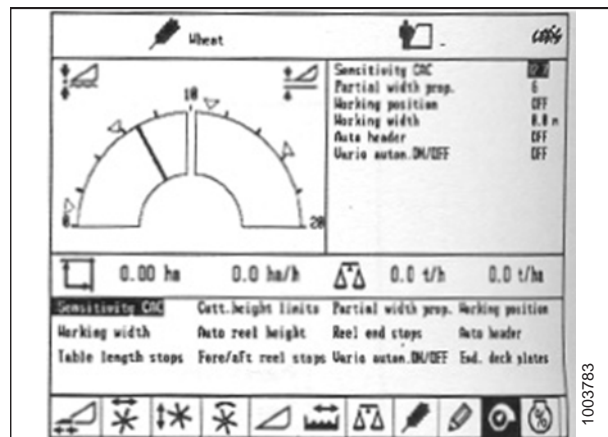 Wheat - CEBIS
Sensitivity CAC
Partial width prop. 6
Working position OFF
Working width 0.0 m
Auto header OFF
Vario autom.ON/OFF OFF
10
0 20
0.00 ha 0.0 ha/h 0.0 t/h 0.0 t/ha
Sensitivity CAC Cutt.height limits Partial width prop. Working position
Working width Auto reel height Reel end stops Auto header
Table length stops Fore/aft reel stops Vario autom.ON/OFF End. deck plates
%
1003783